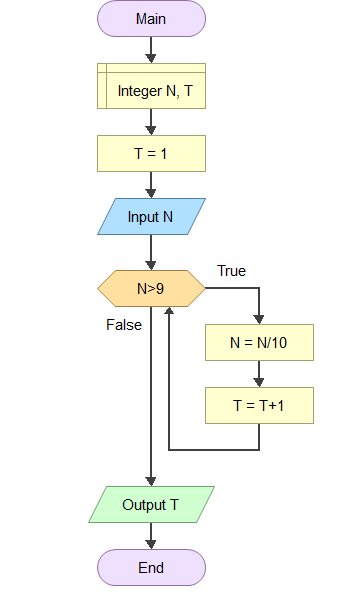 Main
Integer N, T
T = 1
Input N
N>9
True
False
N = N/10
T = T+1
Output T
End